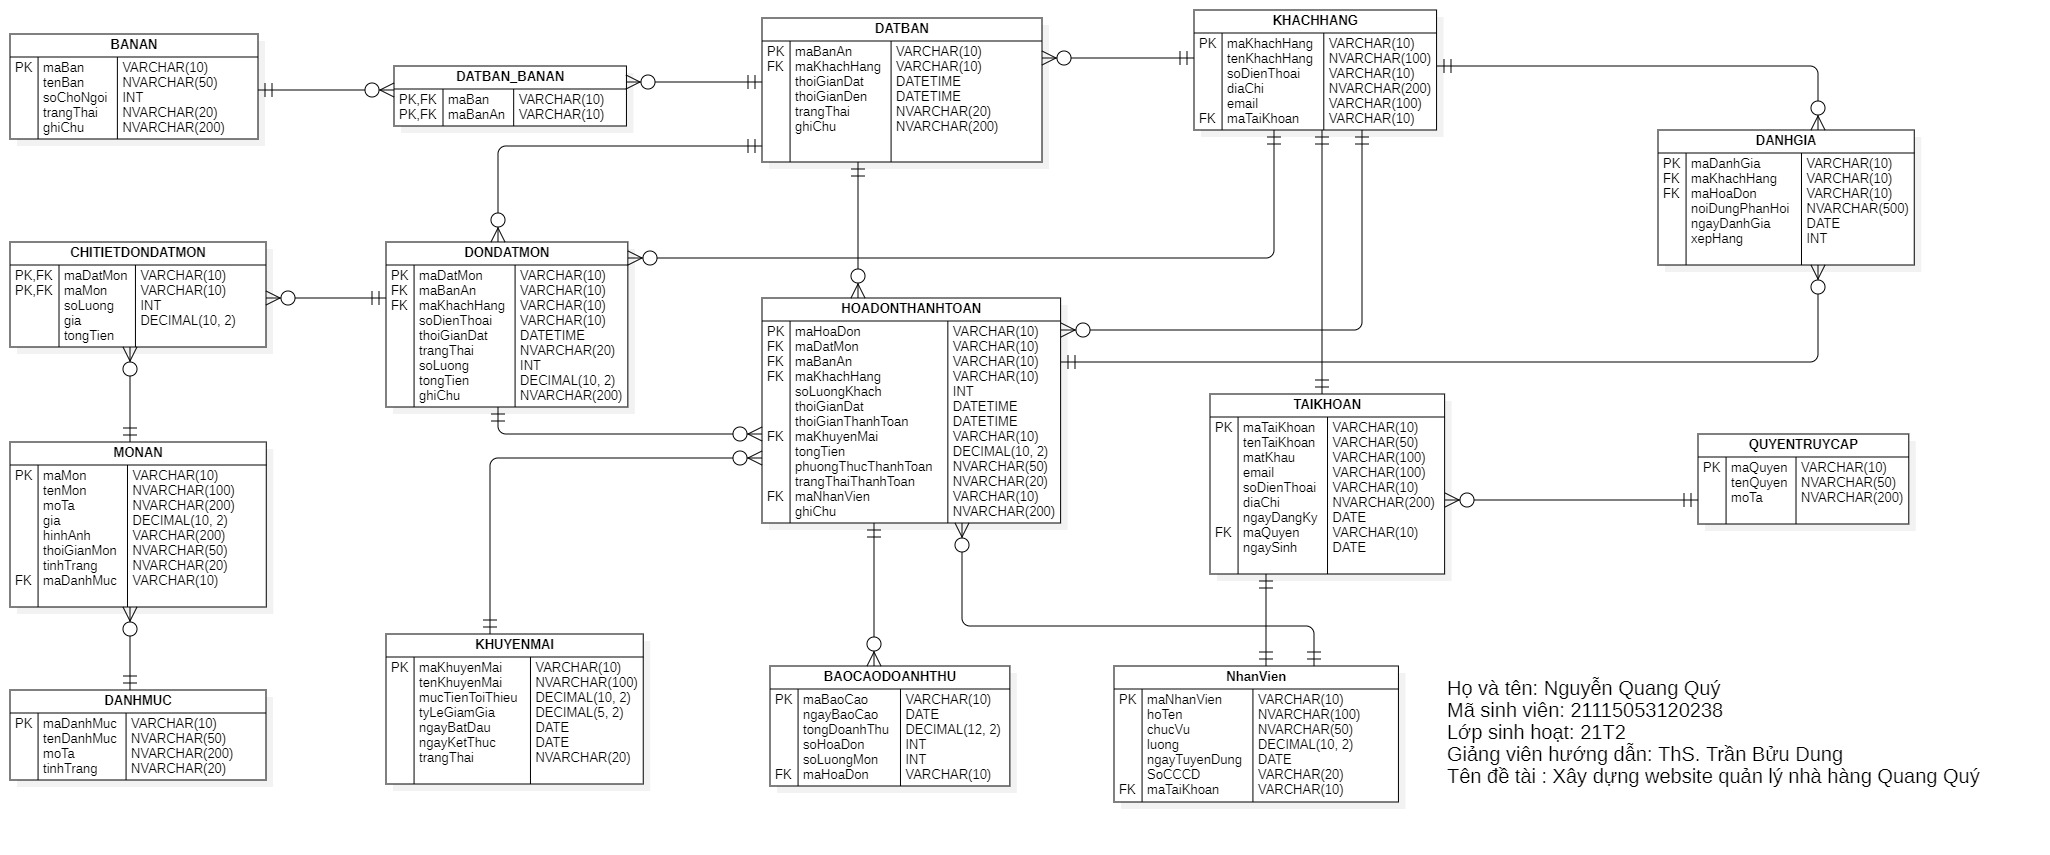 BANAN
PK maBan VARCHAR(10)
tenBan NVARCHAR(50)
soChoNgoi INT
trangThai NVARCHAR(20)
ghiChu NVARCHAR(200)
DATBAN_BANAN
PK,FK maBan VARCHAR(10)
PK,FK maBanAn VARCHAR(10)
DATBAN
PK maBanAn VARCHAR(10)
FK maKhachHang VARCHAR(10)
thoiGianDat DATETIME
thoiGianDen DATETIME
trangThai NVARCHAR(20)
ghiChu NVARCHAR(200)
KHACHHANG
PK maKhachHang VARCHAR(10)
tenKhachHang NVARCHAR(100)
soDienThoai VARCHAR(10)
diaChi NVARCHAR(200)
email VARCHAR(100)
FK maTaiKhoan VARCHAR(10)
DANHGIA
PK maDanhGia VARCHAR(10)
FK maKhachHang VARCHAR(10)
FK maHoaDon VARCHAR(10)
noiDungPhanHoi NVARCHAR(500)
ngayDanhGia DATE
xepHang INT
CHITIETDONDATMON
PK,FK maDatMon VARCHAR(10)
PK,FK maMon VARCHAR(10)
soLuong INT
gia DECIMAL(10, 2)
tongTien
DONDATMON
PK maDatMon VARCHAR(10)
FK maBanAn VARCHAR(10)
FK maKhachHang VARCHAR(10)
soDienThoai VARCHAR(10)
thoiGianDat DATETIME
trangThai NVARCHAR(20)
soLuong INT
tongTien DECIMAL(10, 2)
ghiChu NVARCHAR(200)
HOADONTHANHTOAN
PK maHoaDon VARCHAR(10)
FK maDatMon VARCHAR(10)
FK maBanAn VARCHAR(10)
FK maKhachHang VARCHAR(10)
soLuongKhach INT
thoiGianDat DATETIME
thoiGianThanhToan DATETIME
FK maKhuyenMai VARCHAR(10)
tongTien DECIMAL(10, 2)
phuongThucThanhToan NVARCHAR(50)
trangThaiThanhToan NVARCHAR(20)
FK maNhanVien VARCHAR(10)
ghiChu NVARCHAR(200)
TAIKHOAN
PK maTaiKhoan VARCHAR(10)
tenTaiKhoan VARCHAR(50)
matKhau VARCHAR(100)
email VARCHAR(100)
soDienThoai VARCHAR(10)
diaChi NVARCHAR(200)
ngayDangKy DATE
FK maQuyen VARCHAR(10)
ngaySinh DATE
QUYENTRUYCAP
PK maQuyen VARCHAR(10)
tenQuyen NVARCHAR(50)
moTa NVARCHAR(200)
MONAN
PK maMon VARCHAR(10)
tenMon NVARCHAR(100)
moTa NVARCHAR(200)
gia DECIMAL(10, 2)
hinhAnh VARCHAR(200)
thoiGianMon NVARCHAR(50)
tinhTrang NVARCHAR(20)
FK maDanhMuc VARCHAR(10)
DANHMUC
PK maDanhMuc VARCHAR(10)
tenDanhMuc NVARCHAR(50)
moTa NVARCHAR(200)
tinhTrang NVARCHAR(20)
KHUYENMAI
PK maKhuyenMai VARCHAR(10)
tenKhuyenMai NVARCHAR(100)
mucTienToiThieu DECIMAL(10, 2)
tyLeGiamGia DECIMAL(5, 2)
ngayBatDau DATE
ngayKetThuc DATE
trangThai NVARCHAR(20)
BAOCAODOANHTHU
PK maBaoCao VARCHAR(10)
ngayBaoCao DATE
tongDoanhThu DECIMAL(12, 2)
soHoaDon INT
soLuongMon INT
FK maHoaDon VARCHAR(10)
NhanVien
PK maNhanVien VARCHAR(10)
hoTen NVARCHAR(100)
chucVu NVARCHAR(50)
luong DECIMAL(10, 2)
ngayTuyenDung DATE
SoCCCD VARCHAR(20)
FK maTaiKhoan VARCHAR(10)
Họ và tên: Nguyễn Quang Quý
Mã sinh viên: 21115053120238
Lớp sinh hoạt: 21T2
Giảng viên hướng dẫn: ThS. Trần Bửu Dung
Tên đề tài : Xây dựng website quản lý nhà hàng Quang Quý